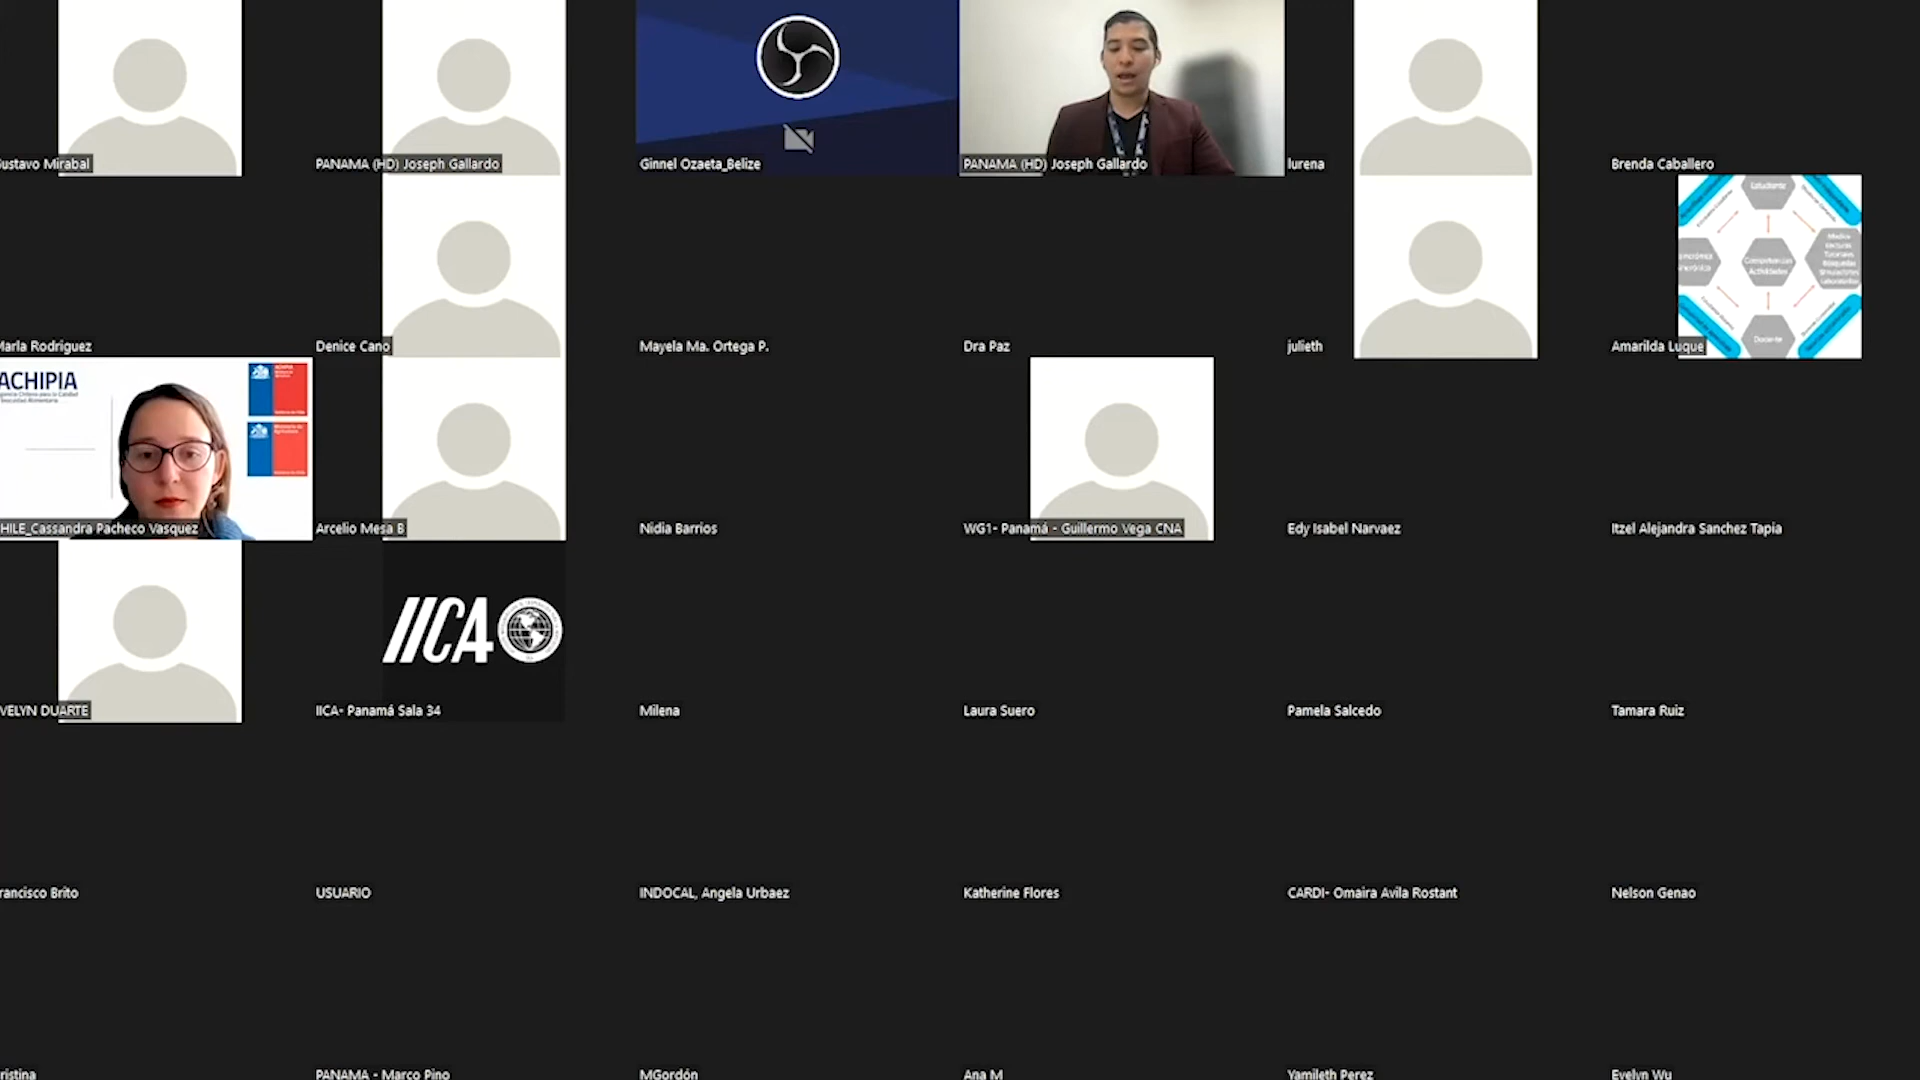 ustavo Mirabal
PANAMA (HD) Joseph Gallardo
Ginnel Ozaeta_Belize
PANAMA (HD) Joseph Gallardo
lurena
Brenda Caballero
Marla Rodriguez
Denice Cano
Mayela Ma. Ortega P.
Dra Paz
julieth
Amarilda Luque
Estudiante
Competencias
Actividades
Docente
ACHIPIA
HILE_Cassandra Pacheco Vasquez
Arcelio Mesa B
Nidia Barrios
WG1- Panamá - Guillermo Vega CNA
Edy Isabel Narvaez
Itzel Alejandra Sanchez Tapia
VELYN DUARTE
IICA
IICA- Panamá Sala 34
Milena
Laura Suero
Pamela Salcedo
Tamara Ruiz
rancisco Brito
USUARIO
INDOCAL, Angela Urbaez
Katherine Flores
CARDI- Omaira Avila Rostant
Nelson Genao
ristina
PANAMA - Marco Pino
MGordón
Ana M
Yamileth Perez
Evelyn Wu